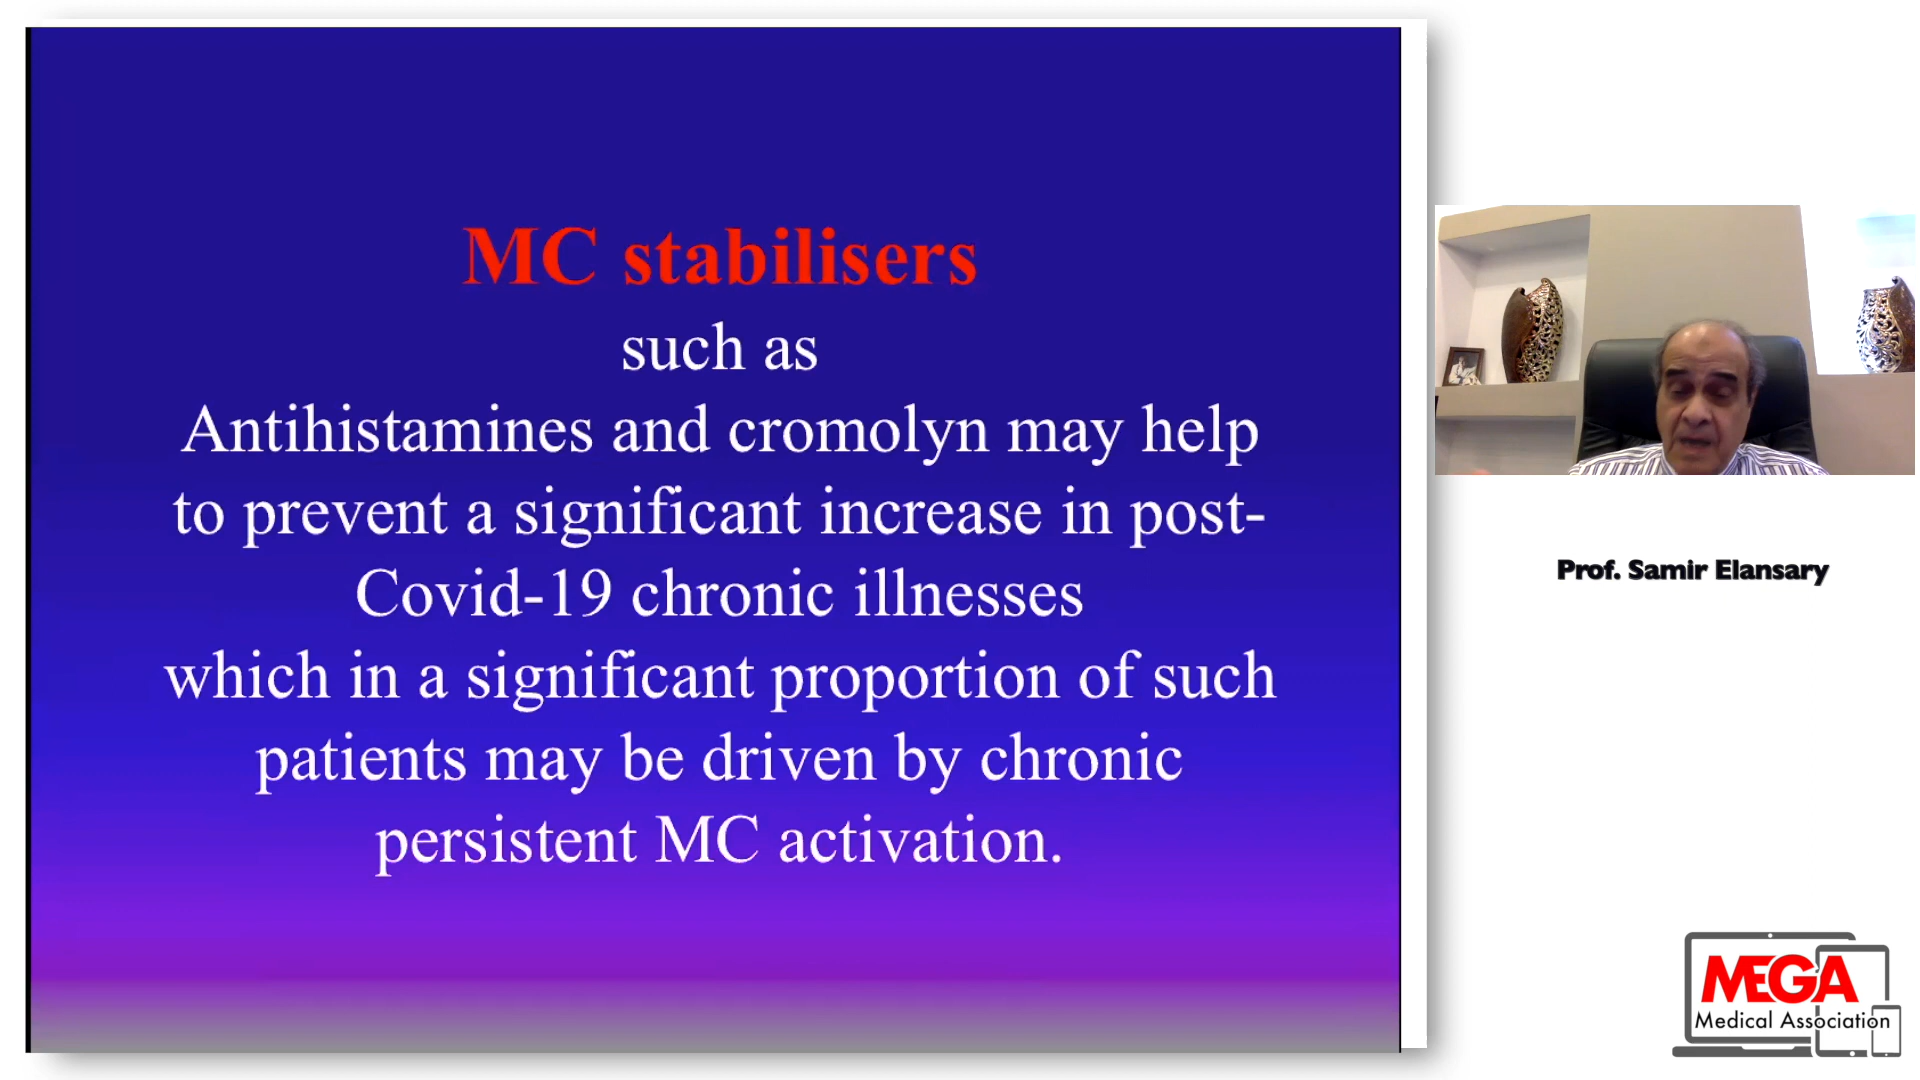 MC stabilisers
such as
Antihistamines and cromolyn may help
to prevent a significant increase in post-
Covid-19 chronic illnesses
which in a significant proportion of such
patients may be driven by chronic
persistent MC activation.
Prof. Samir Elansary
MEGA
Medical Association